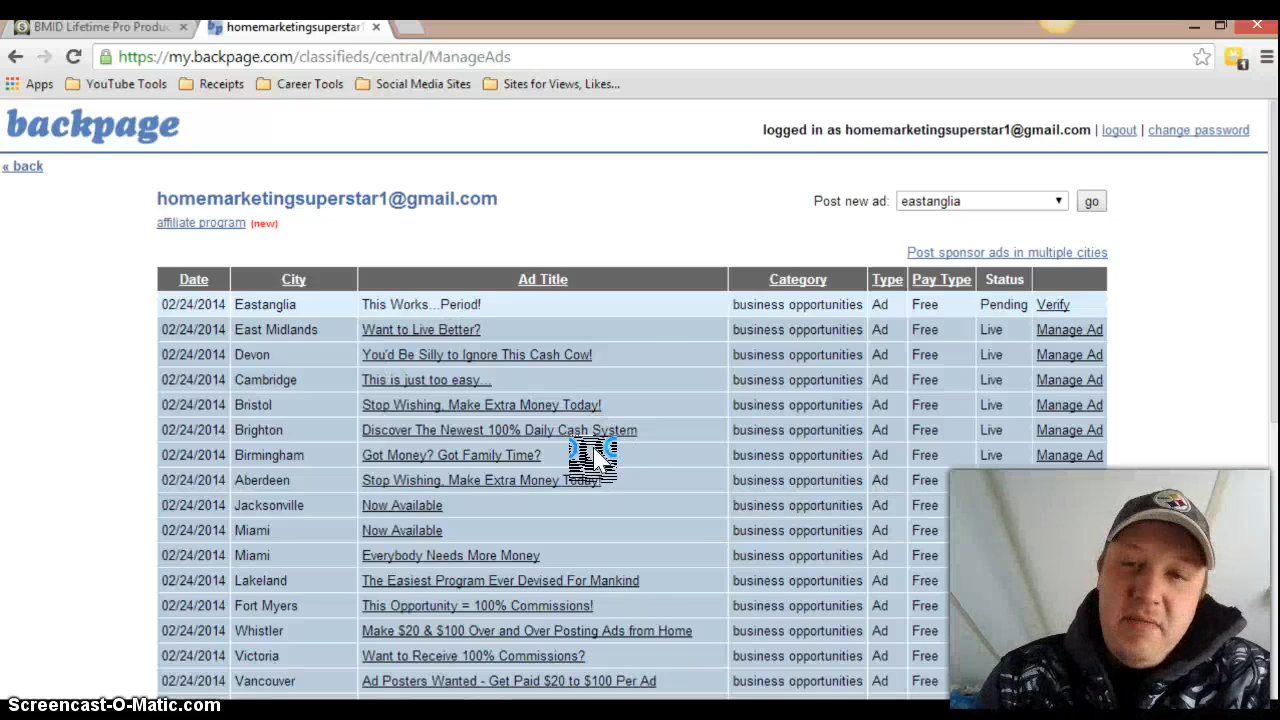 BMID Lifetime Pro Produc
homemarketingsuperstar1
https://my.backpage.com/classifieds/central/ManageAds
1
Apps YouTube Tools Receipts Career Tools Social Media Sites Sites for Views, Likes...
backpage
logged in as homemarketingsuperstar1@gmail.com | logout | change password
« back
homemarketingsuperstar1@gmail.com
Post new ad: eastanglia go
affiliate program (new)
Post sponsor ads in multiple cities
Date City Ad Title Category Type Pay Type Status
02/24/2014 Eastanglia This Works...Period! business opportunities Ad Free Pending Verify
02/24/2014 East Midlands Want to Live Better? business opportunities Ad Free Live Manage Ad
02/24/2014 Devon You'd Be Silly to Ignore This Cash Cow! business opportunities Ad Free Live Manage Ad
02/24/2014 Cambridge This is just too easy... business opportunities Ad Free Live Manage Ad
02/24/2014 Bristol Stop Wishing, Make Extra Money Today! business opportunities Ad Free Live Manage Ad
02/24/2014 Brighton Discover The Newest 100% Daily Cash System business opportunities Ad Free Live Manage Ad
02/24/2014 Birmingham Got Money? Got Family Time? business opportunities Ad Free Live Manage Ad
02/24/2014 Aberdeen Stop Wishing, Make Extra Money Today! business opportunities Ad Free
02/24/2014 Jacksonville Now Available business opportunities Ad Free
02/24/2014 Miami Now Available business opportunities Ad Free
02/24/2014 Miami Everybody Needs More Money business opportunities Ad Free
02/24/2014 Lakeland The Easiest Program Ever Devised For Mankind business opportunities Ad Free
02/24/2014 Fort Myers This Opportunity = 100% Commissions! business opportunities Ad Free
02/24/2014 Whistler Make $20 & $100 Over and Over Posting Ads from Home business opportunities Ad Free
02/24/2014 Victoria Want to Receive 100% Commissions? business opportunities Ad Free
02/24/2014 Vancouver Ad Posters Wanted - Get Paid $20 to $100 Per Ad business opportunities Ad Free
Screencast-O-Matic.com